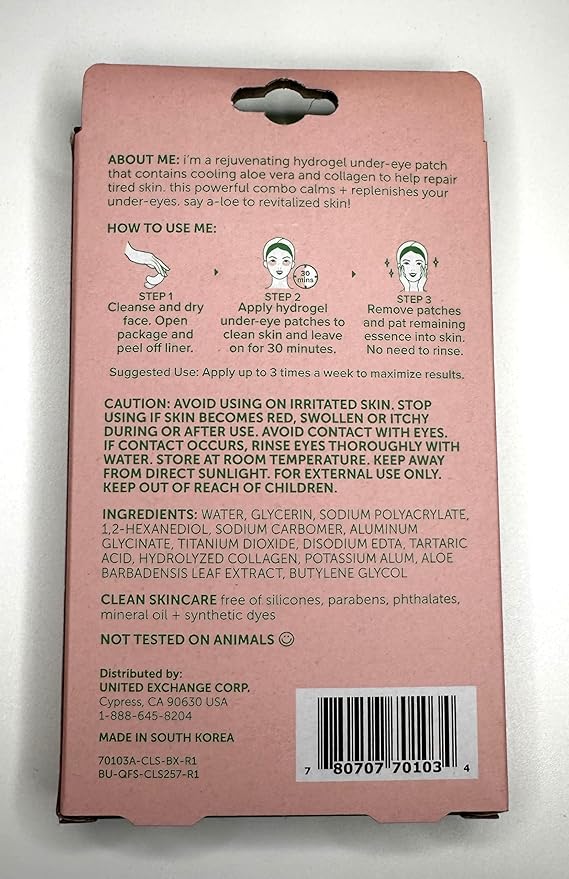 ABOUT ME: i'm a rejuvenating hydrogel under-eye patch
that contains cooling aloe vera and collagen to help repair
tired skin. this powerful combo calms + replenishes your
under-eyes. say a-loe to revitalized skin!
HOW TO USE ME:
30
mins
STEP 1
Cleanse and dry
face. Open
package and
peel off liner.
STEP 2
Apply hydrogel
under-eye patches to
clean skin and leave
on for 30 minutes.
STEP 3
Remove patches
and pat remaining
essence into skin.
No need to rinse.
Suggested Use: Apply up to 3 times a week to maximize results.
CAUTION: AVOID USING ON IRRITATED SKIN. STOP
USING IF SKIN BECOMES RED, SWOLLEN OR ITCHY
DURING OR AFTER USE. AVOID CONTACT WITH EYES.
IF CONTACT OCCURS, RINSE EYES THOROUGHLY WITH
WATER. STORE AT ROOM TEMPERATURE. KEEP AWAY
FROM DIRECT SUNLIGHT. FOR EXTERNAL USE ONLY.
KEEP OUT OF REACH OF CHILDREN.
INGREDIENTS: WATER, GLYCERIN, SODIUM POLYACRYLATE,
1,2-HEXANEDIOL, SODIUM CARBOMER, ALUMINUM
GLYCINATE, TITANIUM DIOXIDE, DISODIUM EDTA, TARTARIC
ACID, HYDROLYZED COLLAGEN, POTASSIUM ALUM, ALOE
BARBADENSIS LEAF EXTRACT, BUTYLENE GLYCOL
CLEAN SKINCARE free of silicones, parabens, phthalates,
mineral oil + synthetic dyes
NOT TESTED ON ANIMALS
Distributed by:
UNITED EXCHANGE CORP.
Cypress, CA 90630 USA
1-888-645-8204
MADE IN SOUTH KOREA
70103A-CLS-BX-R1
BU-QFS-CLS257-R1
7 80707 70103 4